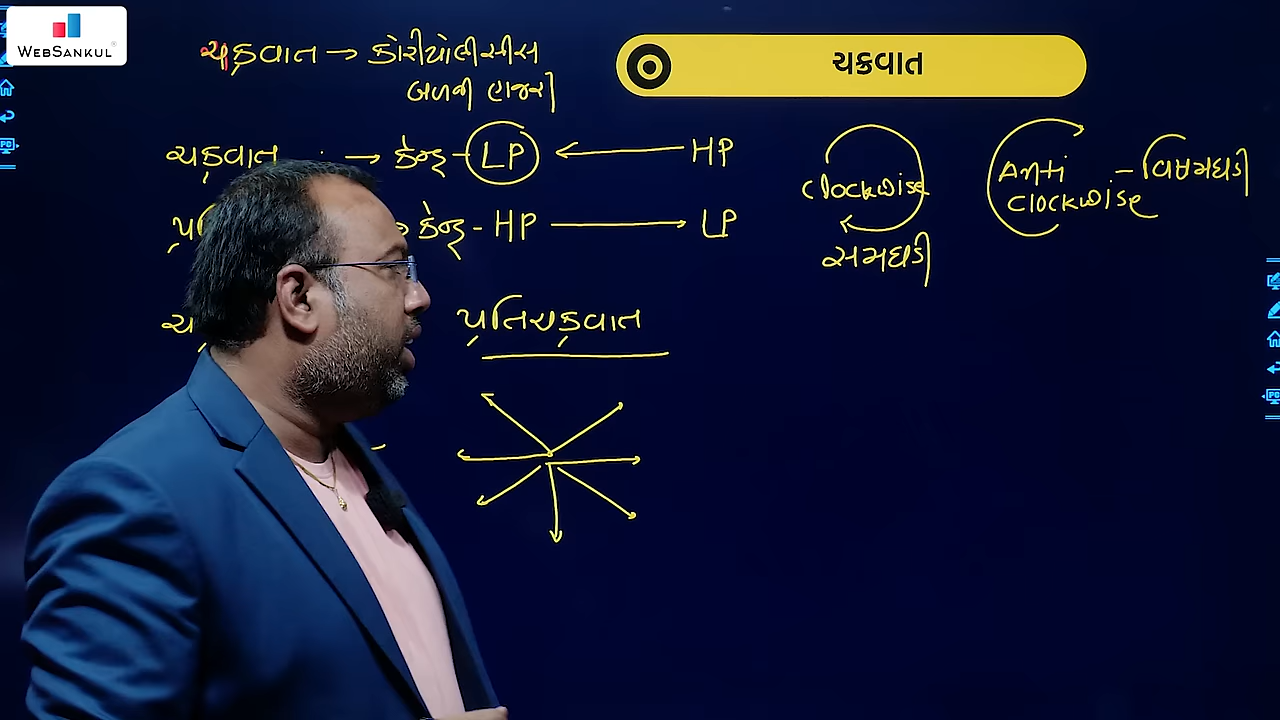 WEBSANKUL
ચક્રવાત
ચક્રવાત → કોરીયોલીસીસ
બળની હાજરી
ચક્રવાત → કેન્દ્ર - LP ← HP
કેન્દ્ર - HP → LP
clockwise
સમઘડી
Anti
clockwise
- વિષમઘડી
પ્રતિચક્રવાત